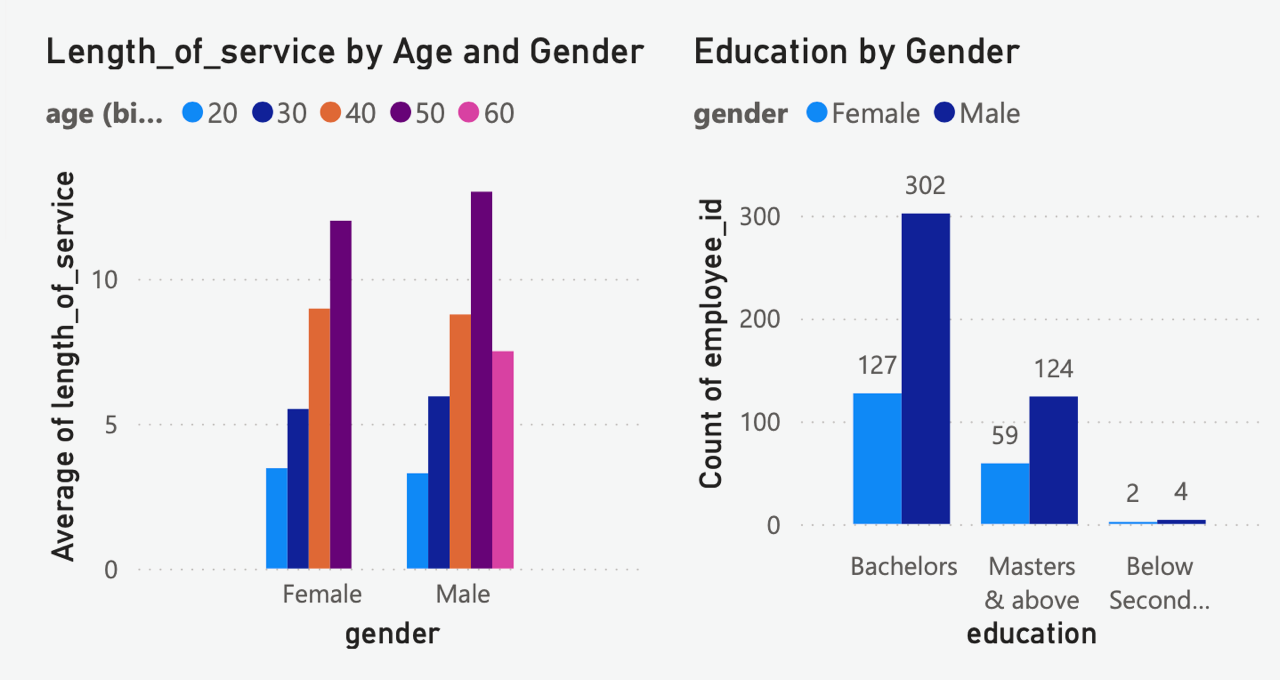 Length_of_service by Age and Gender
age (bi... 20 30 40 50 60
Average of length_of_service
10
5
0
Female Male
gender
Education by Gender
gender Female Male
Count of employee_id
300
200
100
0
302
127
124
59
2
4
Bachelors
Masters
& above
Below
Second...
education